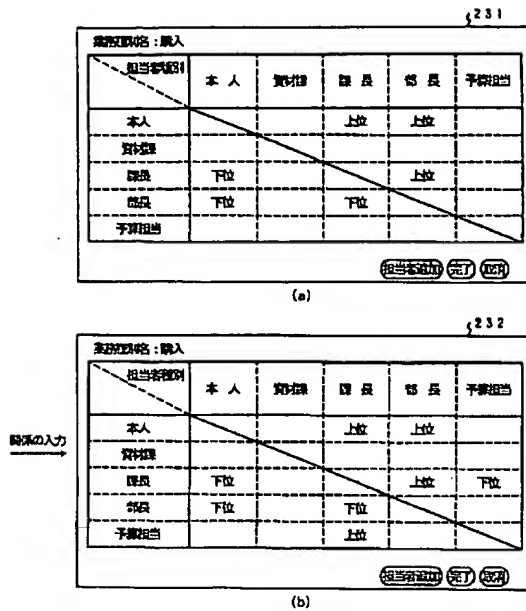 231
業務種別名：購入
担当者種別
本人 資材課 課長 部長 予算担当
本人 上位 上位
資材課
課長 下位 上位
部長 下位 下位
予算担当
担当者追加 完了 取消
(a)
232
業務種別名：購入
担当者種別
本人 資材課 課長 部長 予算担当
関係の入力
本人 上位 上位
資材課
課長 下位 上位 下位
部長 下位 下位
予算担当 上位
担当者追加 完了 取消
(b)